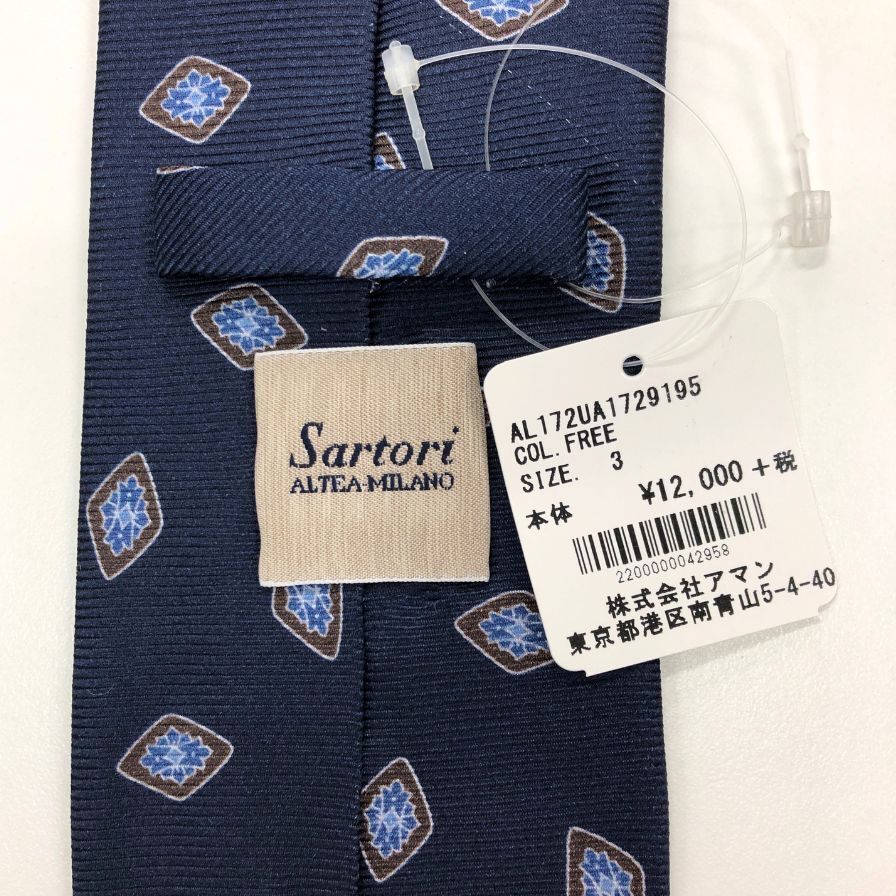 Sartori
ALTEA·MILANO
AL172UA1729195
COL.FREE
SIZE. 3
本体 ¥12,000+税
2200000042958
株式会社アマン
東京都港区南青山5-4-40